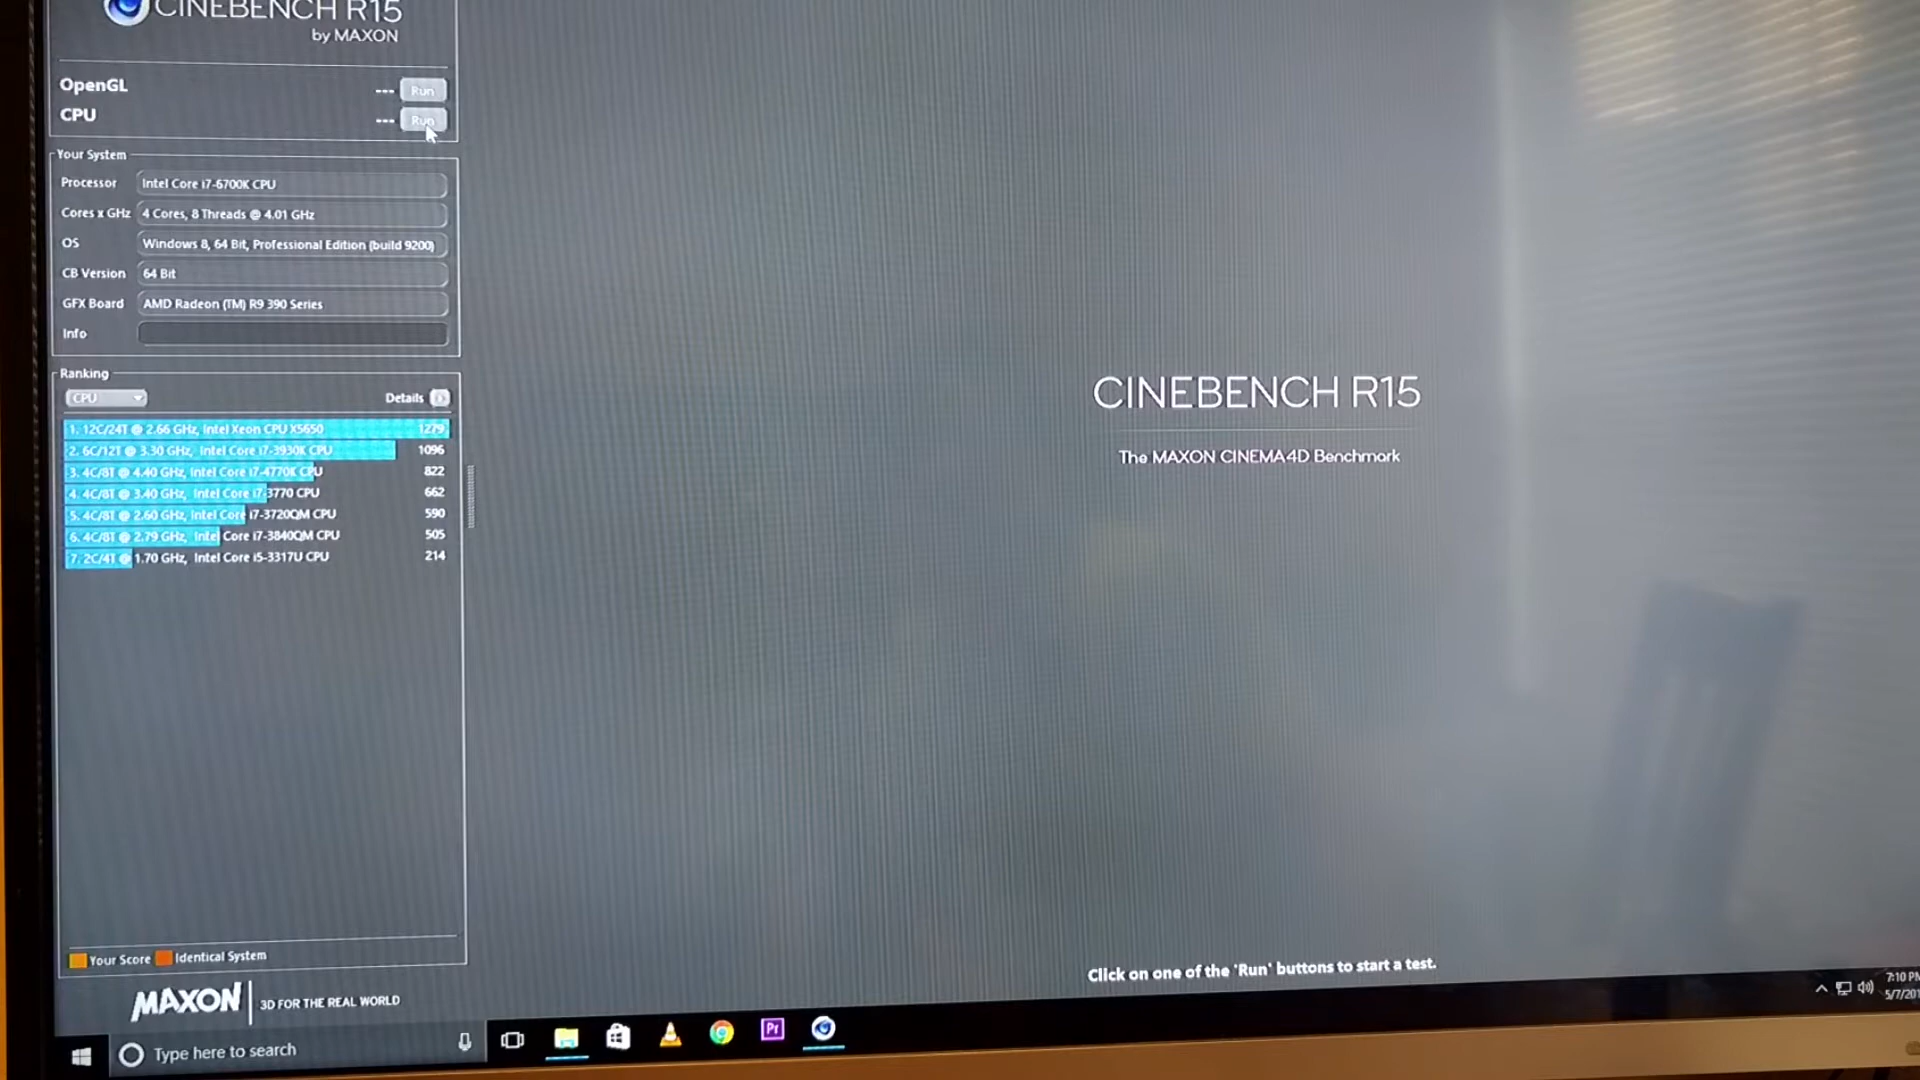 CINEBENCH R15
by MAXON
OpenGL --- Run
CPU --- Run
Your System
Processor Intel Core i7-6700K CPU
Cores x GHz 4 Cores, 8 Threads @ 4.01 GHz
OS Windows 8, 64 Bit, Professional Edition (build 9200)
CB Version 64 Bit
GFX Board AMD Radeon (TM) R9 390 Series
Info
Ranking
CPU Details
1. 12C/24T @ 2.66 GHz, Intel Xeon CPU X5650 1279
2. 6C/12T @ 3.30 GHz, Intel Core i7-3930K CPU 1096
3. 4C/8T @ 4.40 GHz, Intel Core i7-4770K CPU 822
4. 4C/8T @ 3.40 GHz, Intel Core i7-3770 CPU 662
5. 4C/8T @ 2.60 GHz, Intel Core i7-3720QM CPU 590
6. 4C/8T @ 2.79 GHz, Intel Core i7-3840QM CPU 505
7. 2C/4T @ 1.70 GHz, Intel Core i5-3317U CPU 214
Your Score Identical System
MAXON 3D FOR THE REAL WORLD
CINEBENCH R15
The MAXON CINEMA4D Benchmark
Click on one of the 'Run' buttons to start a test.
Type here to search
Pr
7:10 PM
5/7/201